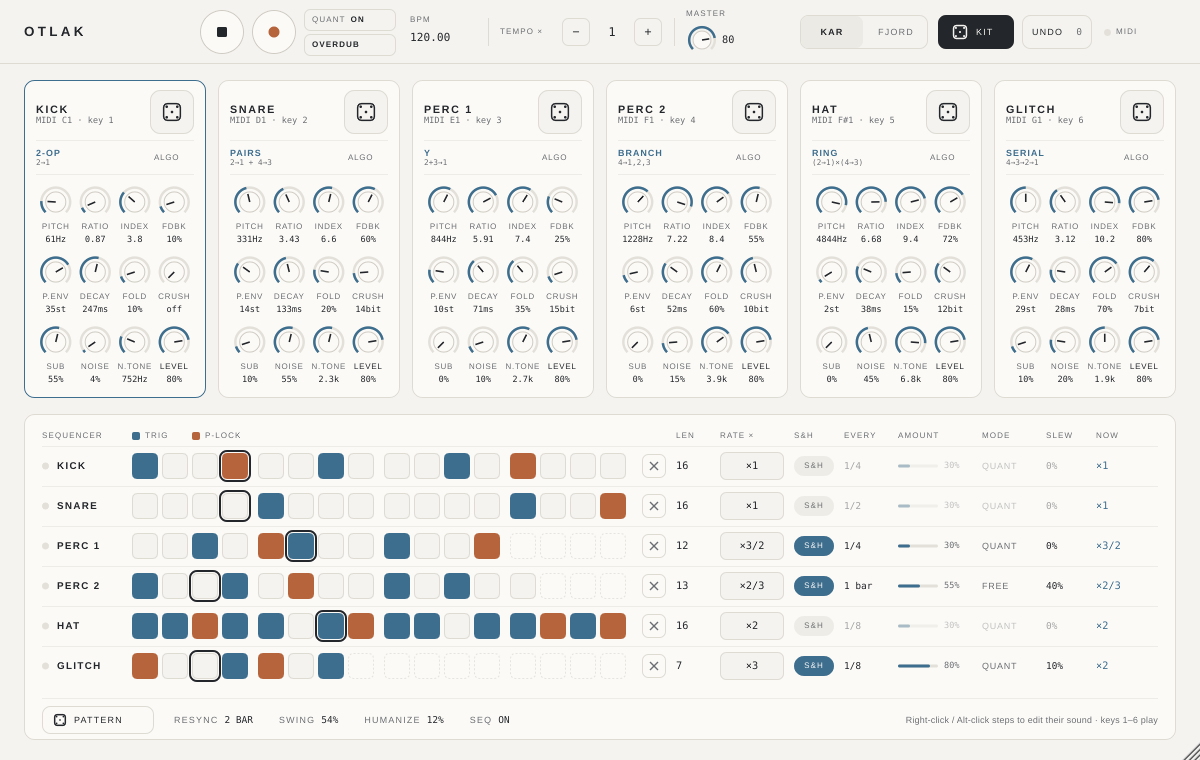 OTLAK
QUANT ON
OVERDUB
BPM
120.00
TEMPO ×
−
1
+
MASTER
80
KAR
FJORD
KIT
UNDO 0
MIDI
KICK
MIDI C1 · key 1
2-OP
2→1
ALGO
PITCH RATIO INDEX FDBK
61Hz 0.87 3.8 10%
P.ENV DECAY FOLD CRUSH
35st 247ms 10% off
SUB NOISE N.TONE LEVEL
55% 4% 752Hz 80%
SNARE
MIDI D1 · key 2
PAIRS
2→1 + 4→3
ALGO
PITCH RATIO INDEX FDBK
331Hz 3.43 6.6 60%
P.ENV DECAY FOLD CRUSH
14st 133ms 20% 14bit
SUB NOISE N.TONE LEVEL
10% 55% 2.3k 80%
PERC 1
MIDI E1 · key 3
Y
2+3→1
ALGO
PITCH RATIO INDEX FDBK
844Hz 5.91 7.4 25%
P.ENV DECAY FOLD CRUSH
10st 71ms 35% 15bit
SUB NOISE N.TONE LEVEL
0% 10% 2.7k 80%
PERC 2
MIDI F1 · key 4
BRANCH
4→1,2,3
ALGO
PITCH RATIO INDEX FDBK
1228Hz 7.22 8.4 55%
P.ENV DECAY FOLD CRUSH
6st 52ms 60% 10bit
SUB NOISE N.TONE LEVEL
0% 15% 3.9k 80%
HAT
MIDI F#1 · key 5
RING
(2→1)×(4→3)
ALGO
PITCH RATIO INDEX FDBK
4844Hz 6.68 9.4 72%
P.ENV DECAY FOLD CRUSH
2st 38ms 15% 12bit
SUB NOISE N.TONE LEVEL
0% 45% 6.8k 80%
GLITCH
MIDI G1 · key 6
SERIAL
4→3→2→1
ALGO
PITCH RATIO INDEX FDBK
453Hz 3.12 10.2 80%
P.ENV DECAY FOLD CRUSH
29st 28ms 70% 7bit
SUB NOISE N.TONE LEVEL
10% 20% 1.9k 80%
SEQUENCER TRIG P-LOCK LEN RATE × S&H EVERY AMOUNT MODE SLEW NOW
KICK 16 ×1 S&H 1/4 30% QUANT 0% ×1
SNARE 16 ×1 S&H 1/2 30% QUANT 0% ×1
PERC 1 12 ×3/2 S&H 1/4 30% QUANT 0% ×3/2
PERC 2 13 ×2/3 S&H 1 bar 55% FREE 40% ×2/3
HAT 16 ×2 S&H 1/8 30% QUANT 0% ×2
GLITCH 7 ×3 S&H 1/8 80% QUANT 10% ×2
PATTERN RESYNC 2 BAR SWING 54% HUMANIZE 12% SEQ ON Right-click / Alt-click steps to edit their sound · keys 1–6 play